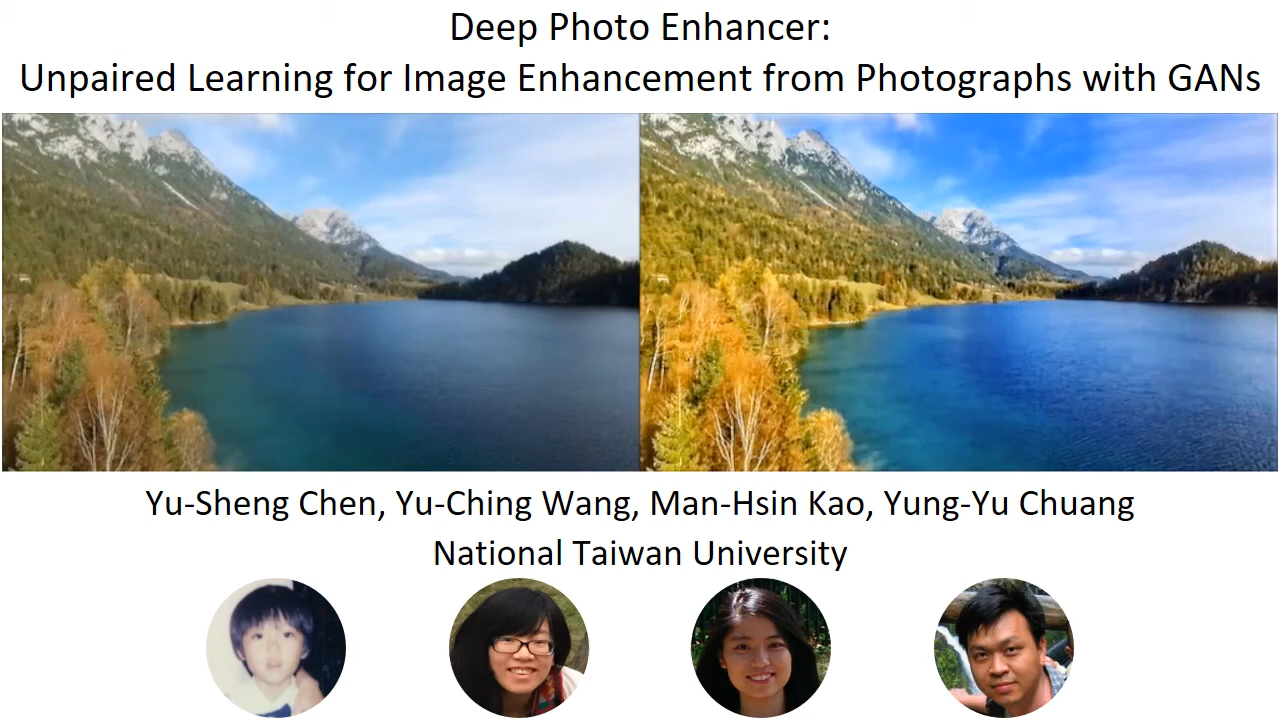 Deep Photo Enhancer:
Unpaired Learning for Image Enhancement from Photographs with GANs
Yu-Sheng Chen, Yu-Ching Wang, Man-Hsin Kao, Yung-Yu Chuang
National Taiwan University